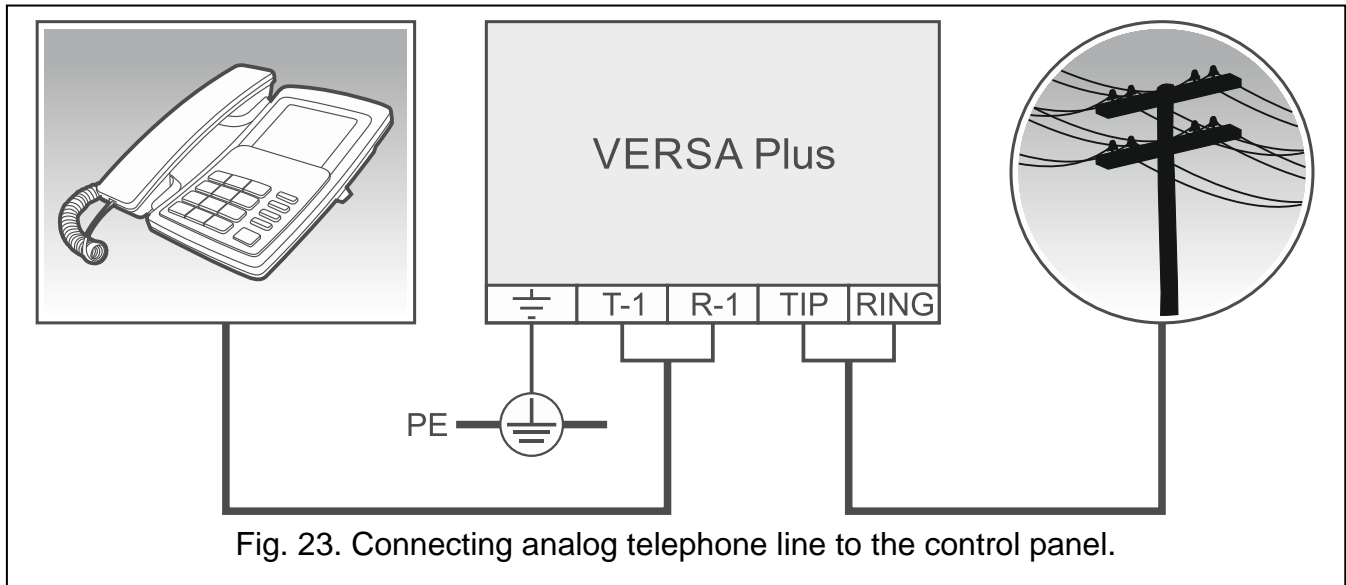 VERSA Plus
T-1 R-1 TIP RING
PE
Fig. 23. Connecting analog telephone line to the control panel.